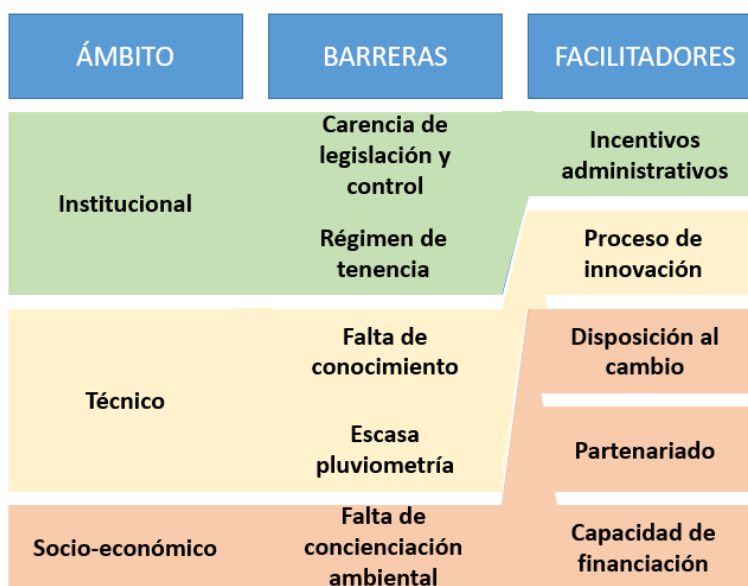 ÁMBITO
BARRERAS
FACILITADORES
Institucional
Carencia de
legislación y
control
Régimen de
tenencia
Incentivos
administrativos
Técnico
Falta de
conocimiento
Escasa
pluviometría
Proceso de
innovación
Socio-económico
Falta de
concienciación
ambiental
Disposición al
cambio
Partenariado
Capacidad de
financiación